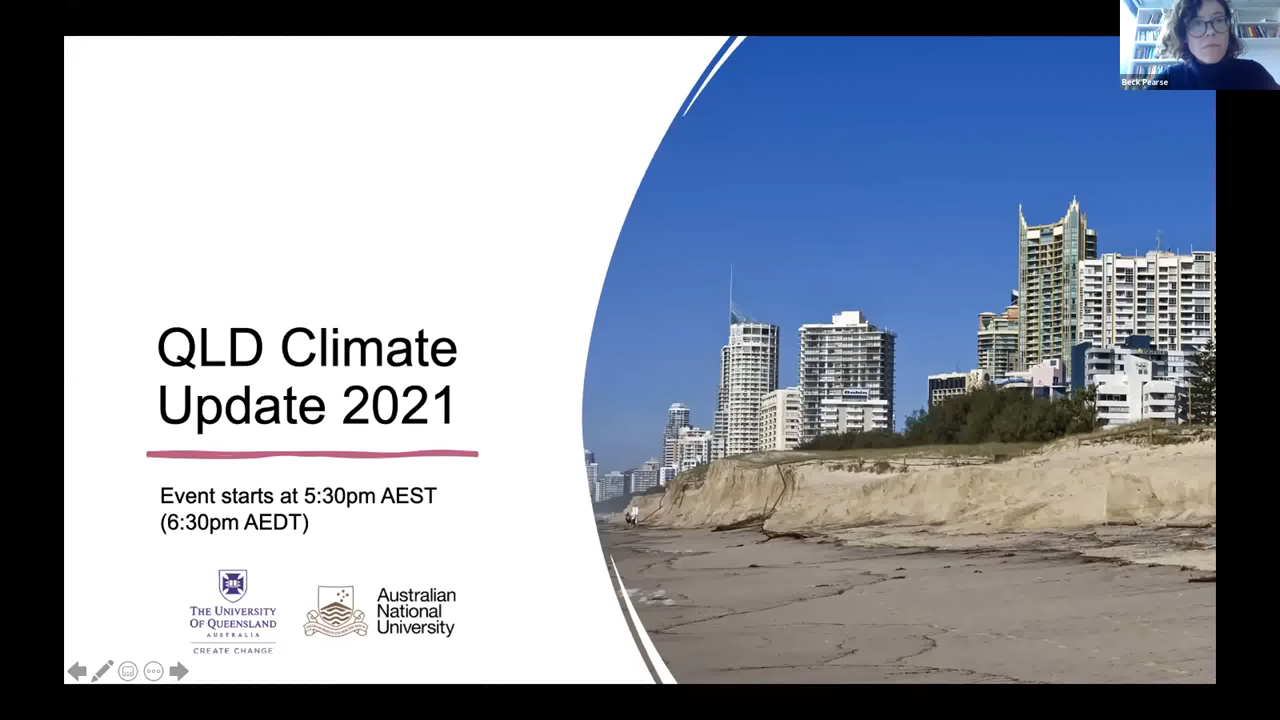 Beck Pearse
QLD Climate
Update 2021
Event starts at 5:30pm AEST
(6:30pm AEDT)
THE UNIVERSITY
OF QUEENSLAND
AUSTRALIA
CREATE CHANGE
Australian
National
University